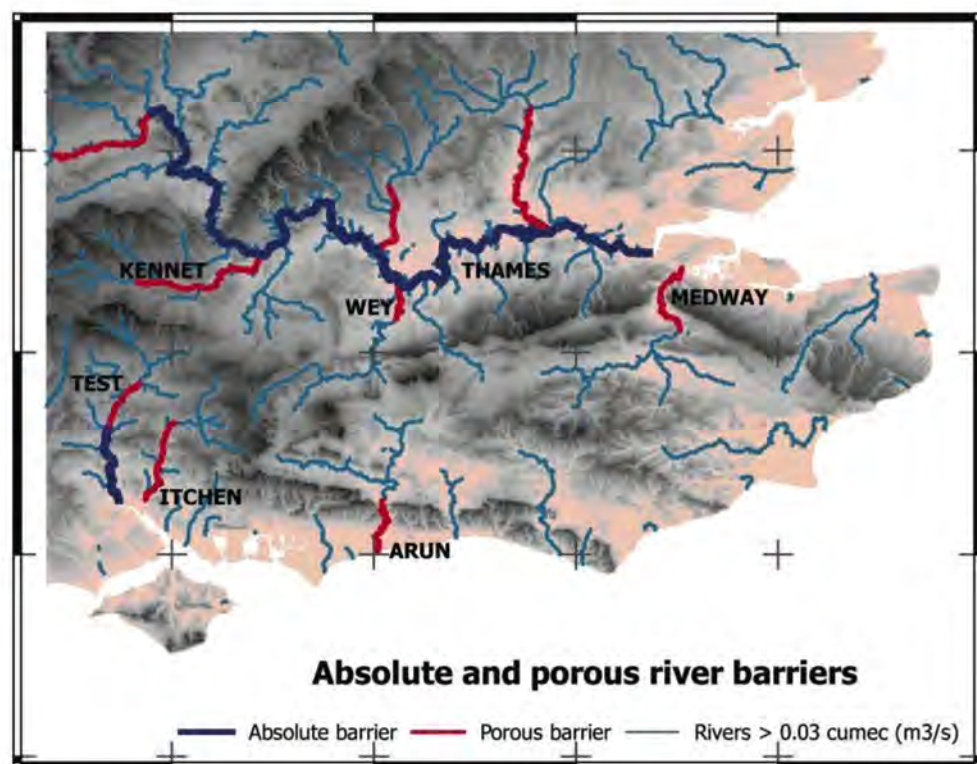 KENNET
THAMES
WEY
MEDWAY
TEST
ITCHEN
ARUN
Absolute and porous river barriers
Absolute barrier
Porous barrier
Rivers > 0.03 cumec (m3/s)